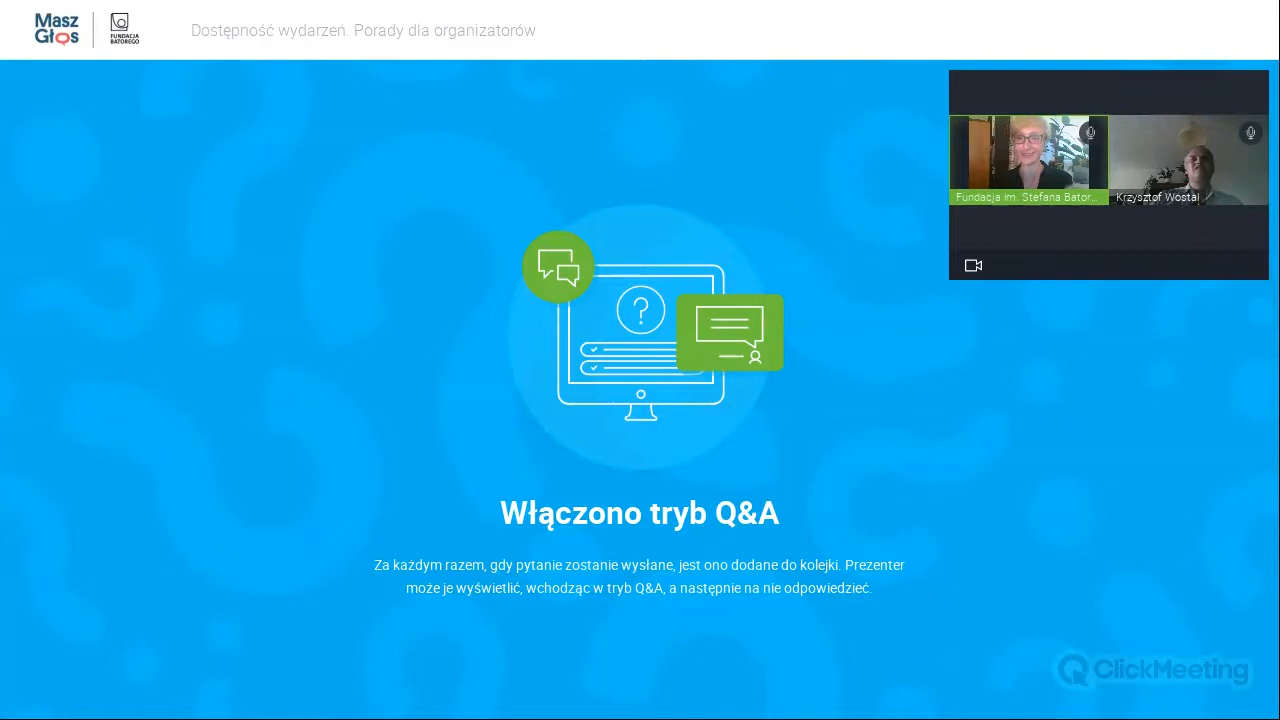 Masz
Głos
FUNDACJA
BATOREGO
Dostępność wydarzeń. Porady dla organizatorów
Fundacja im. Stefana Bator...
Krzysztof Wostal
Włączono tryb Q&A
Za każdym razem, gdy pytanie zostanie wysłane, jest ono dodane do kolejki. Prezenter
może je wyświetlić, wchodząc w tryb Q&A, a następnie na nie odpowiedzieć.
ClickMeeting